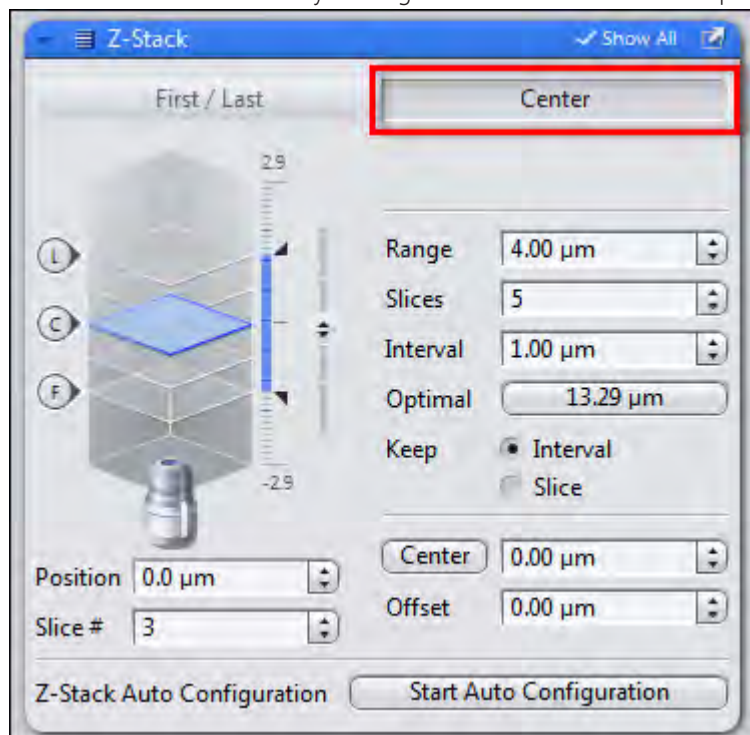 Z-Stack Show All
First / Last Center
2.9
L
Range 4.00 µm
Slices 5
C
Interval 1.00 µm
F
Optimal 13.29 µm
Keep Interval
-2.9 Slice
Center 0.00 µm
Position 0.0 µm
Offset 0.00 µm
Slice # 3
Z-Stack Auto Configuration Start Auto Configuration